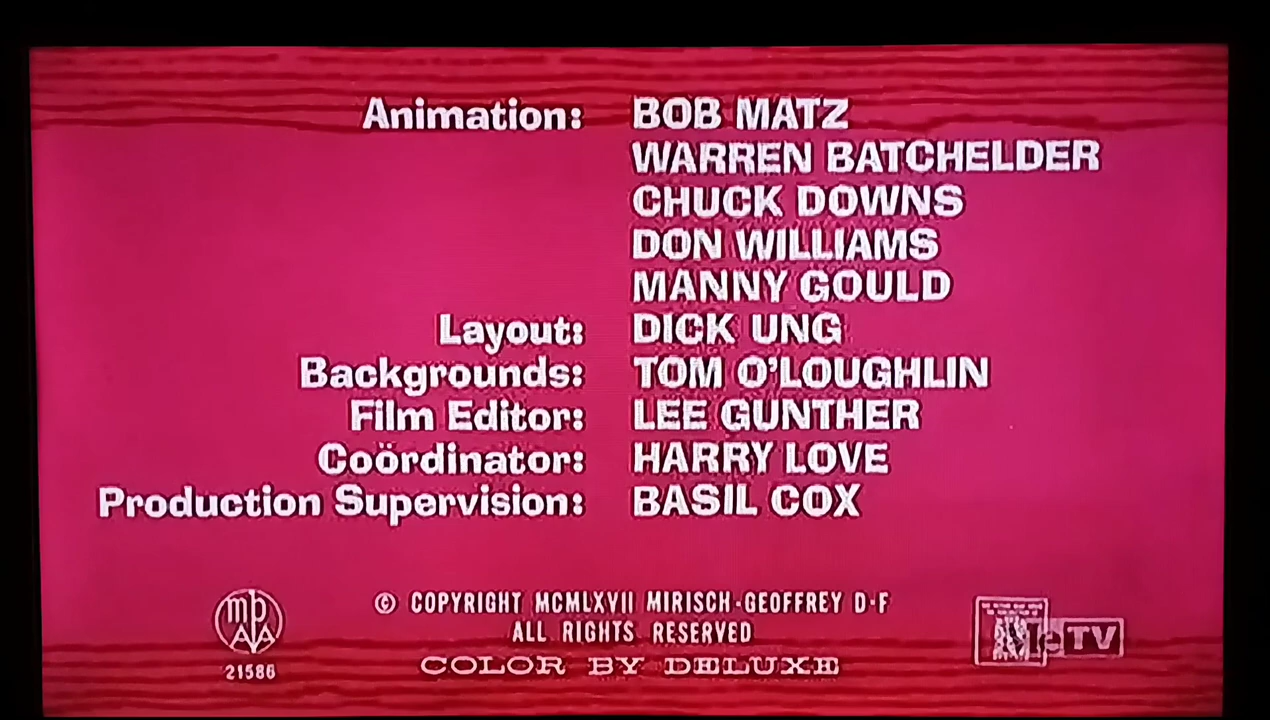 Animation: BOB MATZ
WARREN BATCHELDER
CHUCK DOWNS
DON WILLIAMS
MANNY GOULD
Layout: DICK UNG
Backgrounds: TOM O'LOUGHLIN
Film Editor: LEE GUNTHER
Coördinator: HARRY LOVE
Production Supervision: BASIL COX
mpAA
21586
© COPYRIGHT MCMLXVII MIRISCH-GEOFFREY D-F
ALL RIGHTS RESERVED
COLOR BY DELUXE
MeTV